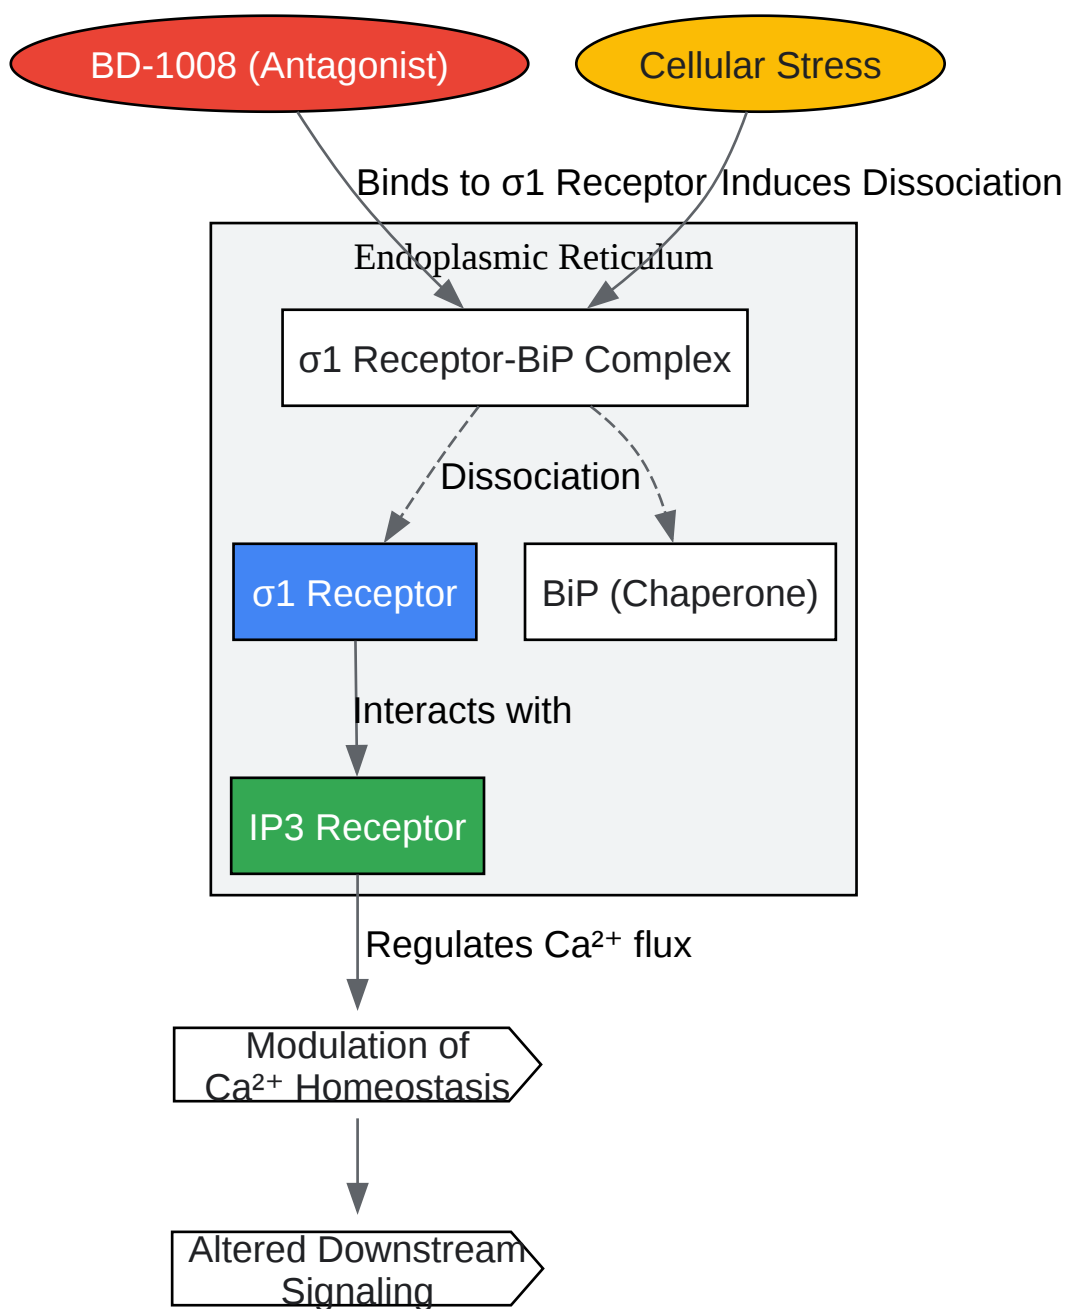 BD-1008 (Antagonist)
Cellular Stress
Binds to σ1 Receptor
Induces Dissociation
Endoplasmic Reticulum
σ1 Receptor-BiP Complex
Dissociation
σ1 Receptor
BiP (Chaperone)
Interacts with
IP3 Receptor
Regulates Ca²⁺ flux
Modulation of
Ca²⁺ Homeostasis
Altered Downstream
Signaling